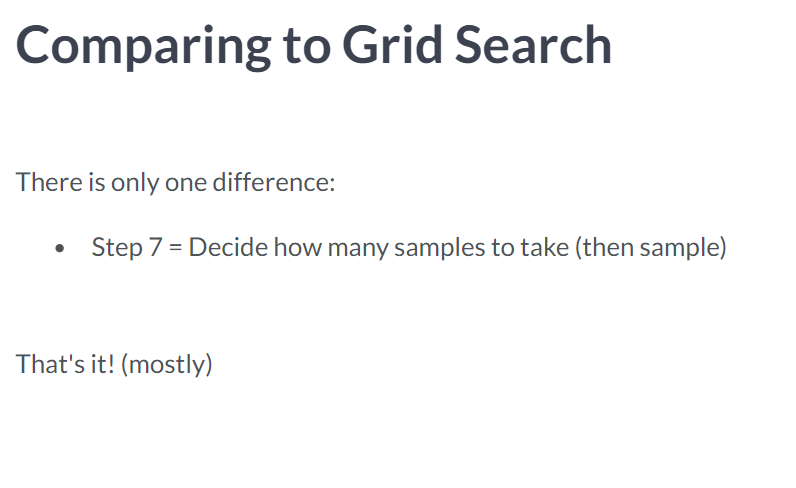 Comparing to Grid Search
There is only one difference:
• Step 7 = Decide how many samples to take (then sample)
That's it! (mostly)